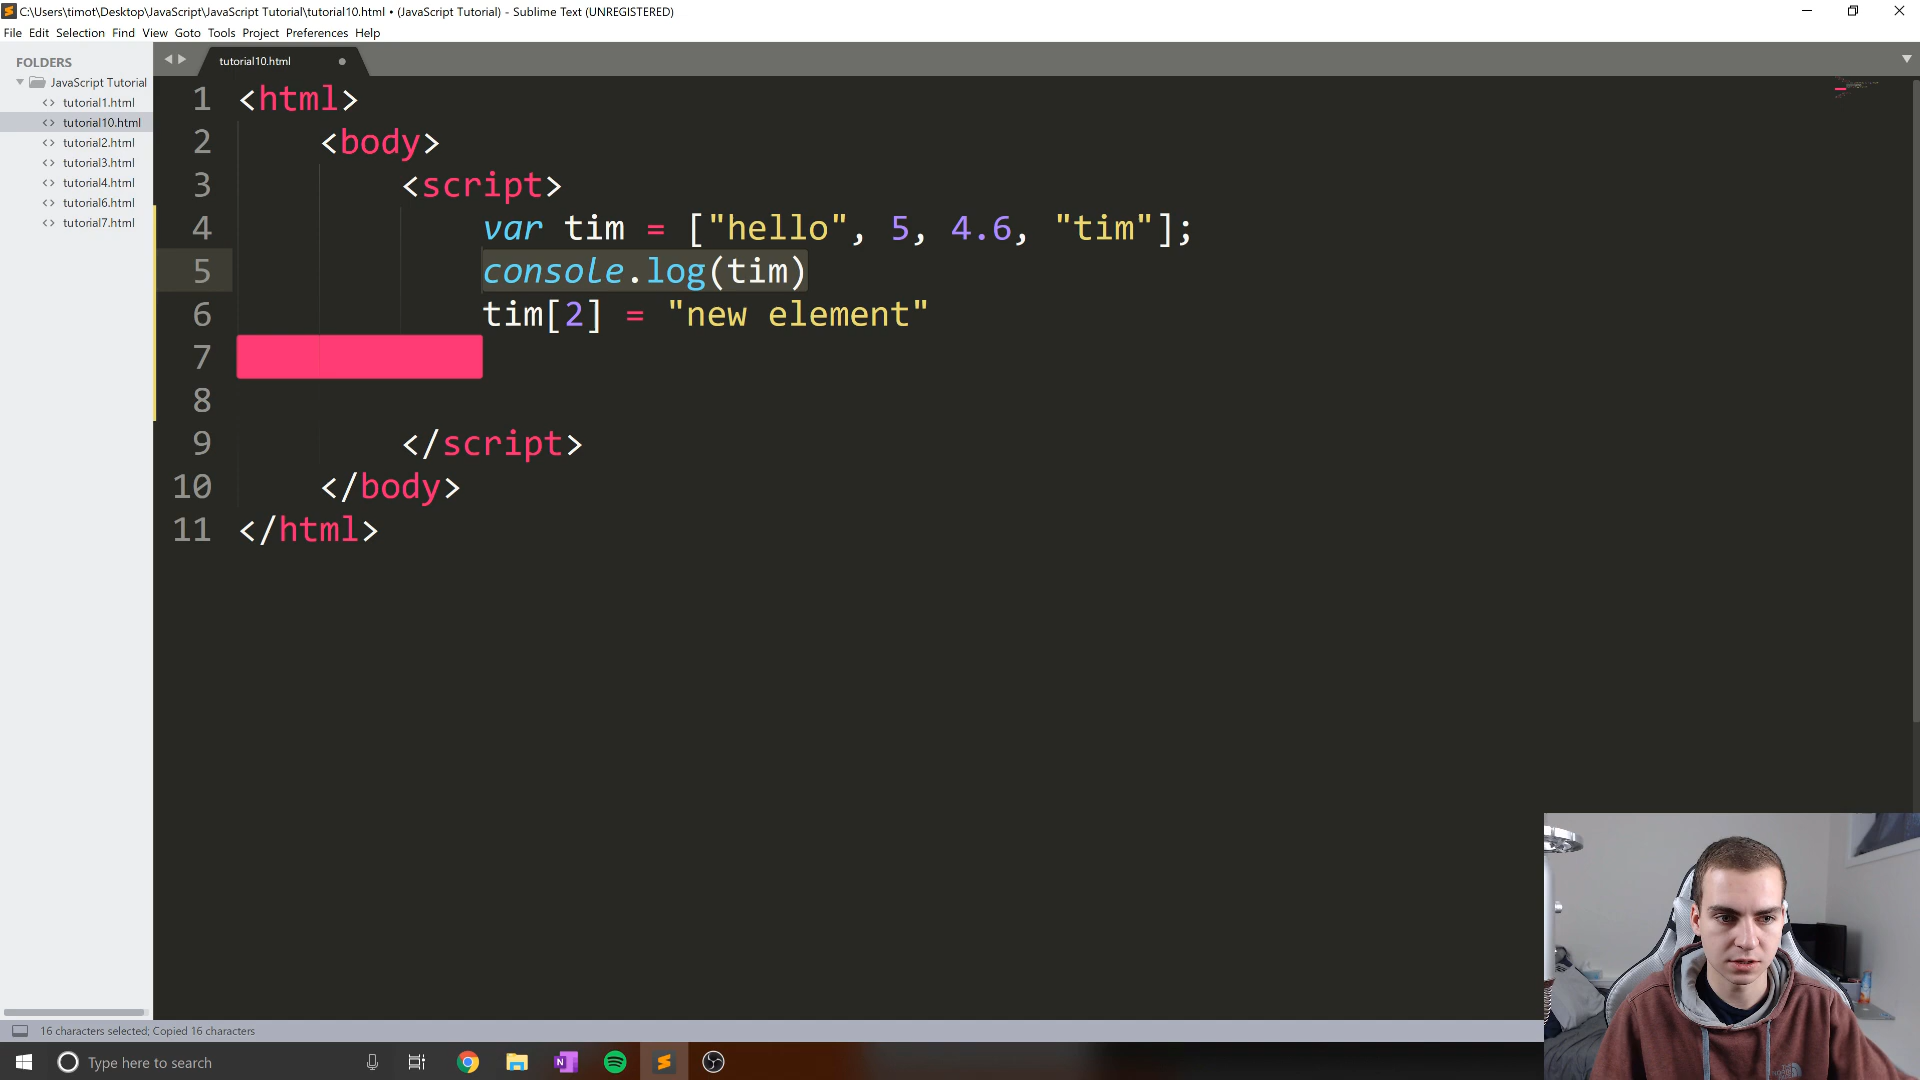 C:\Users\timot\Desktop\JavaScript\JavaScript Tutorial\tutorial10.html • (JavaScript Tutorial) - Sublime Text (UNREGISTERED)
File Edit Selection Find View Goto Tools Project Preferences Help
FOLDERS
JavaScript Tutorial
tutorial1.html
tutorial10.html
tutorial2.html
tutorial3.html
tutorial4.html
tutorial6.html
tutorial7.html
tutorial10.html
1 <html>
2 <body>
3 <script>
4 var tim = ["hello", 5, 4.6, "tim"];
5 console.log(tim)
6 tim[2] = "new element"
7
8
9 </script>
10 </body>
11 </html>
16 characters selected; Copied 16 characters
Type here to search